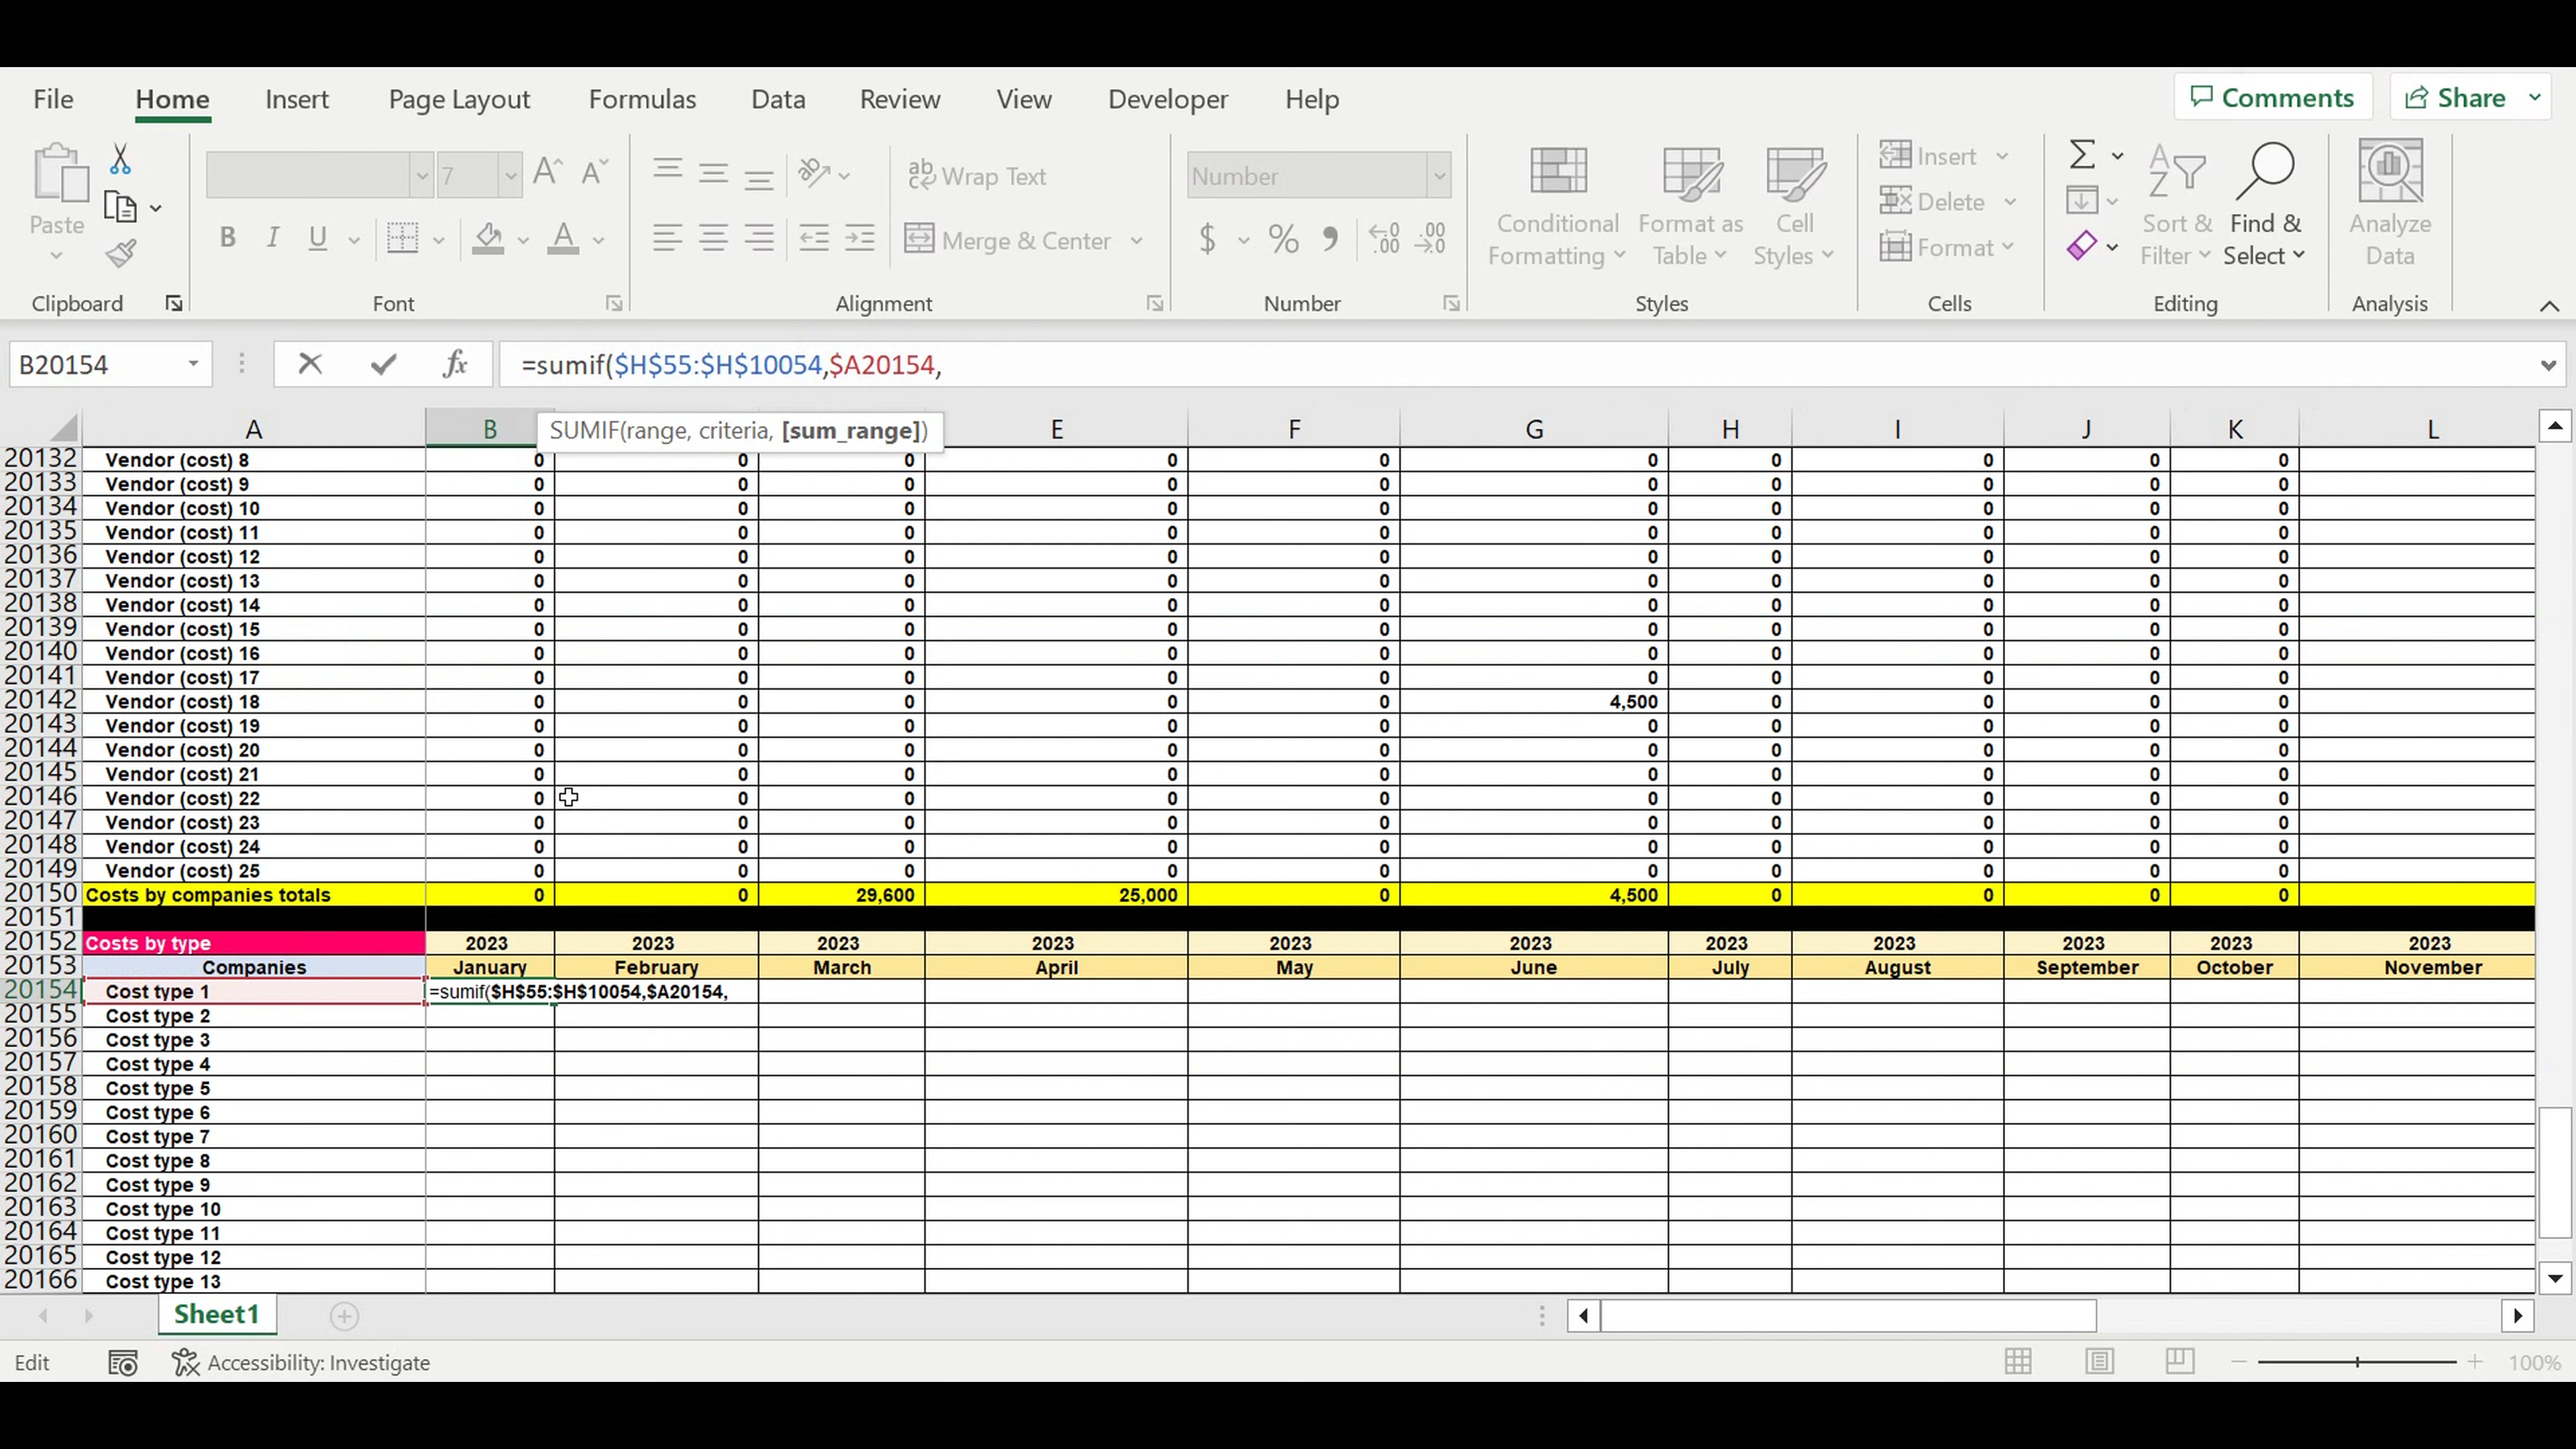 File Home Insert Page Layout Formulas Data Review View Developer Help Comments Share
Paste 7 Wrap Text Number Conditional Formatting Format as Table Cell Styles Insert Delete Format Sort & Filter Find & Select Analyze Data
B I U Merge & Center $ %
Clipboard Font Alignment Number Styles Cells Editing Analysis
B20154 fx =sumif($H$55:$H$10054,$A20154,
SUMIF(range, criteria, [sum_range])
A B E F G H I J K L
20132 Vendor (cost) 8 0 0 0 0 0 0 0 0 0 0
20133 Vendor (cost) 9 0 0 0 0 0 0 0 0 0 0
20134 Vendor (cost) 10 0 0 0 0 0 0 0 0 0 0
20135 Vendor (cost) 11 0 0 0 0 0 0 0 0 0 0
20136 Vendor (cost) 12 0 0 0 0 0 0 0 0 0 0
20137 Vendor (cost) 13 0 0 0 0 0 0 0 0 0 0
20138 Vendor (cost) 14 0 0 0 0 0 0 0 0 0 0
20139 Vendor (cost) 15 0 0 0 0 0 0 0 0 0 0
20140 Vendor (cost) 16 0 0 0 0 0 0 0 0 0 0
20141 Vendor (cost) 17 0 0 0 0 0 0 0 0 0 0
20142 Vendor (cost) 18 0 0 0 0 0 4,500 0 0 0 0
20143 Vendor (cost) 19 0 0 0 0 0 0 0 0 0 0
20144 Vendor (cost) 20 0 0 0 0 0 0 0 0 0 0
20145 Vendor (cost) 21 0 0 0 0 0 0 0 0 0 0
20146 Vendor (cost) 22 0 0 0 0 0 0 0 0 0 0
20147 Vendor (cost) 23 0 0 0 0 0 0 0 0 0 0
20148 Vendor (cost) 24 0 0 0 0 0 0 0 0 0 0
20149 Vendor (cost) 25 0 0 0 0 0 0 0 0 0 0
20150 Costs by companies totals 0 0 29,600 25,000 0 4,500 0 0 0 0
20151
20152 Costs by type 2023 2023 2023 2023 2023 2023 2023 2023 2023 2023 2023
20153 Companies January February March April May June July August September October November
20154 Cost type 1 =sumif($H$55:$H$10054,$A20154,
20155 Cost type 2
20156 Cost type 3
20157 Cost type 4
20158 Cost type 5
20159 Cost type 6
20160 Cost type 7
20161 Cost type 8
20162 Cost type 9
20163 Cost type 10
20164 Cost type 11
20165 Cost type 12
20166 Cost type 13
Sheet1
Edit Accessibility: Investigate 100%